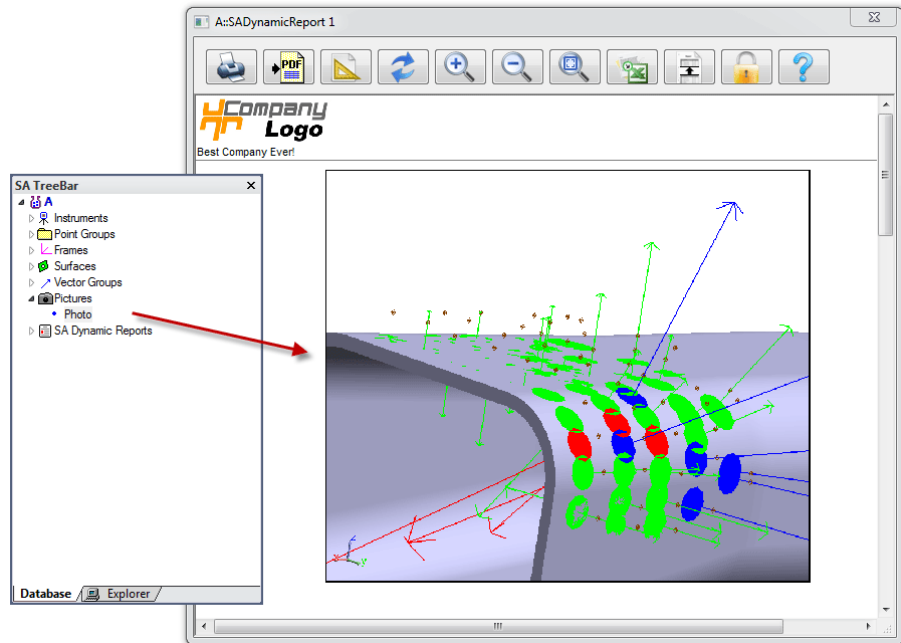 A::SADynamicReport 1
PDF
Company
Logo
Best Company Ever!
SA TreeBar
A
Instruments
Point Groups
Frames
Surfaces
Vector Groups
Pictures
Photo
SA Dynamic Reports
Database
Explorer